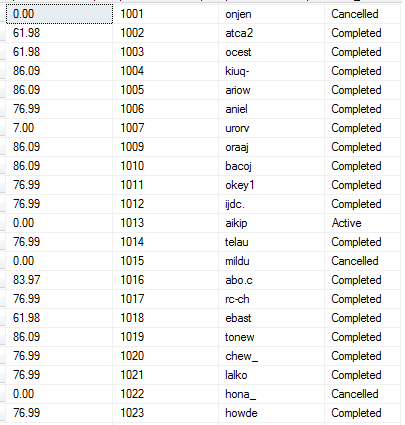 0.00 1001 onjen Cancelled
61.98 1002 atca2 Completed
61.98 1003 ocest Completed
86.09 1004 kiuq- Completed
86.09 1005 ariow Completed
76.99 1006 aniel Completed
7.00 1007 urorv Completed
86.09 1009 oraaj Completed
86.09 1010 bacoj Completed
76.99 1011 okey1 Completed
76.99 1012 ijdc. Completed
0.00 1013 aikip Active
76.99 1014 telau Completed
0.00 1015 mildu Cancelled
83.97 1016 abo.c Completed
76.99 1017 rc-ch Completed
61.98 1018 ebast Completed
86.09 1019 tonew Completed
76.99 1020 chew_ Completed
76.99 1021 lalko Completed
0.00 1022 hona_ Cancelled
76.99 1023 howde Completed